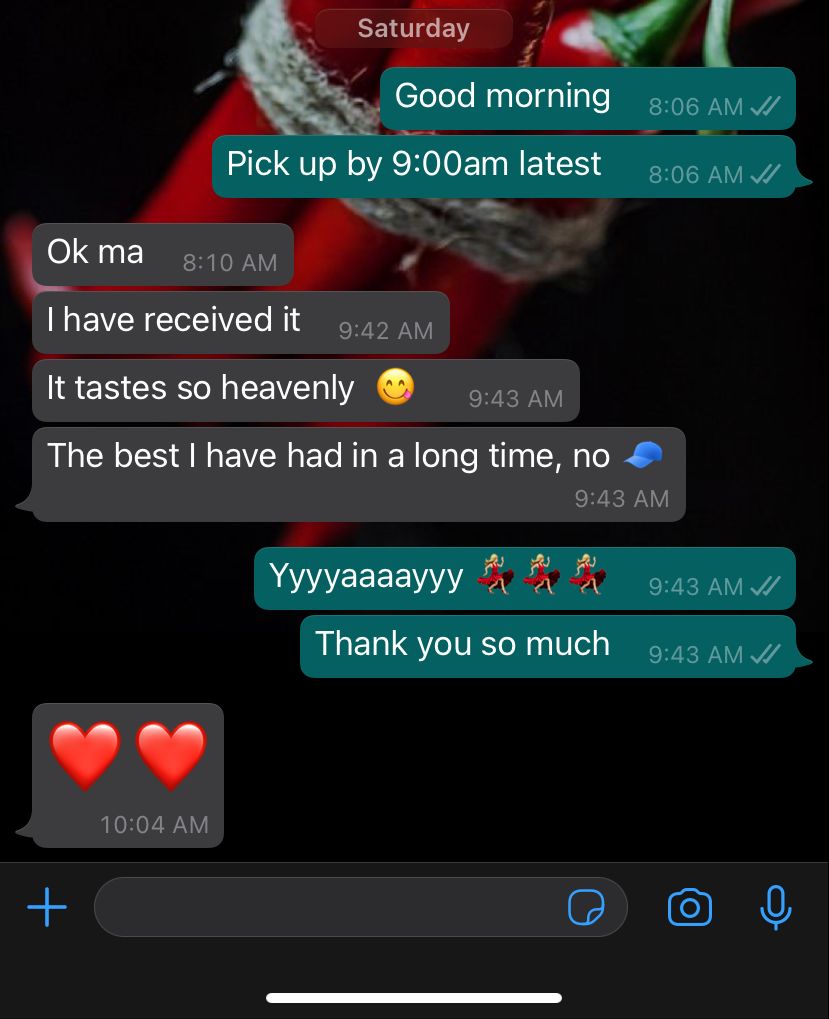 Saturday
Good morning 8:06 AM
Pick up by 9:00am latest 8:06 AM
Ok ma 8:10 AM
I have received it 9:42 AM
It tastes so heavenly 😋 9:43 AM
The best I have had in a long time, no 🧢
9:43 AM
Yyyyaaaayyy 💃💃💃 9:43 AM
Thank you so much 9:43 AM
❤️❤️
10:04 AM